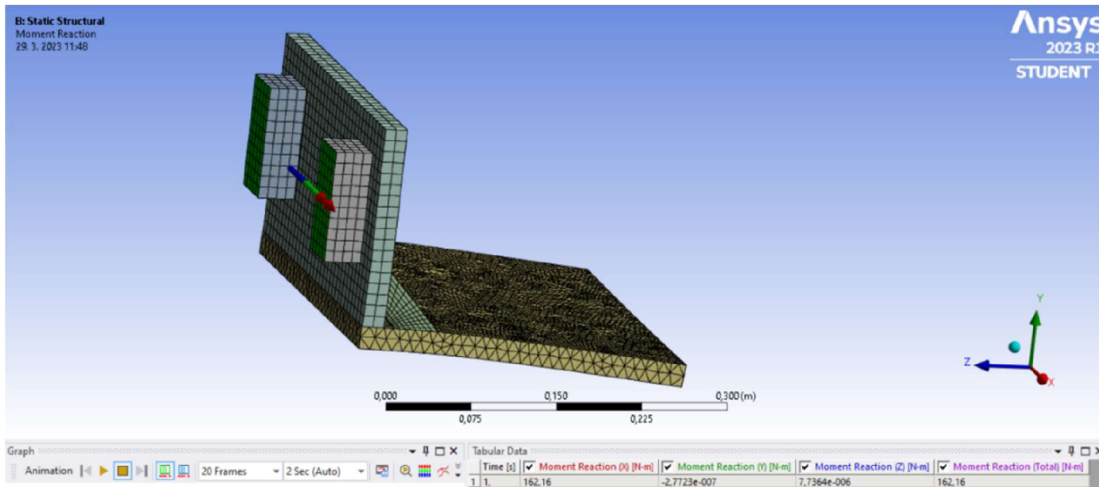 B: Static Structural
Moment Reaction
29. 3. 2023 11:48
Ansys
2023 R1
STUDENT
Y
Z
X
0,000
0,150
0,300(m)
0,075
0,225
Graph
Animation
20 Frames
2 Sec (Auto)
Tabular Data
Time [s] Moment Reaction (X) [N·m] Moment Reaction (Y) [N·m] Moment Reaction (Z) [N·m] Moment Reaction (Total) [N·m]
1 1, 162,16 -2,7723e-007 7,7364e-006 162,16